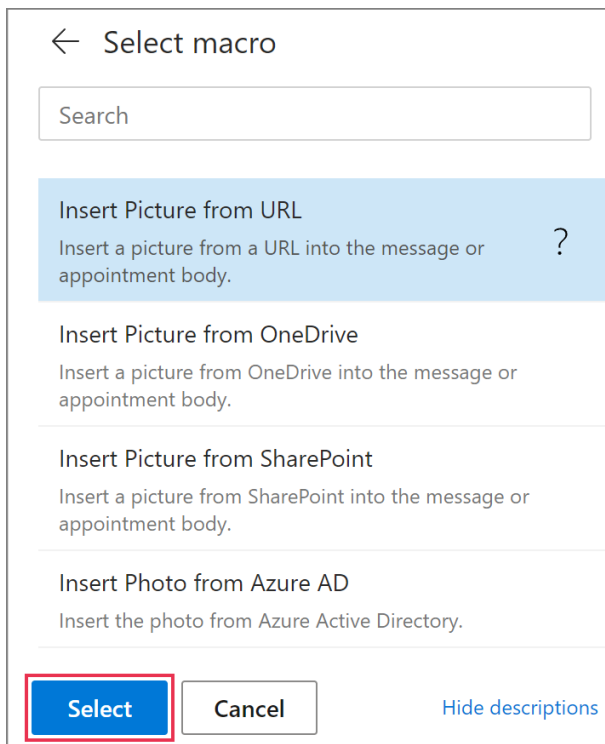 Select macro
Search
Insert Picture from URL
Insert a picture from a URL into the message or
appointment body.
?
Insert Picture from OneDrive
Insert a picture from OneDrive into the message or
appointment body.
Insert Picture from SharePoint
Insert a picture from SharePoint into the message or
appointment body.
Insert Photo from Azure AD
Insert the photo from Azure Active Directory.
Select Cancel Hide descriptions